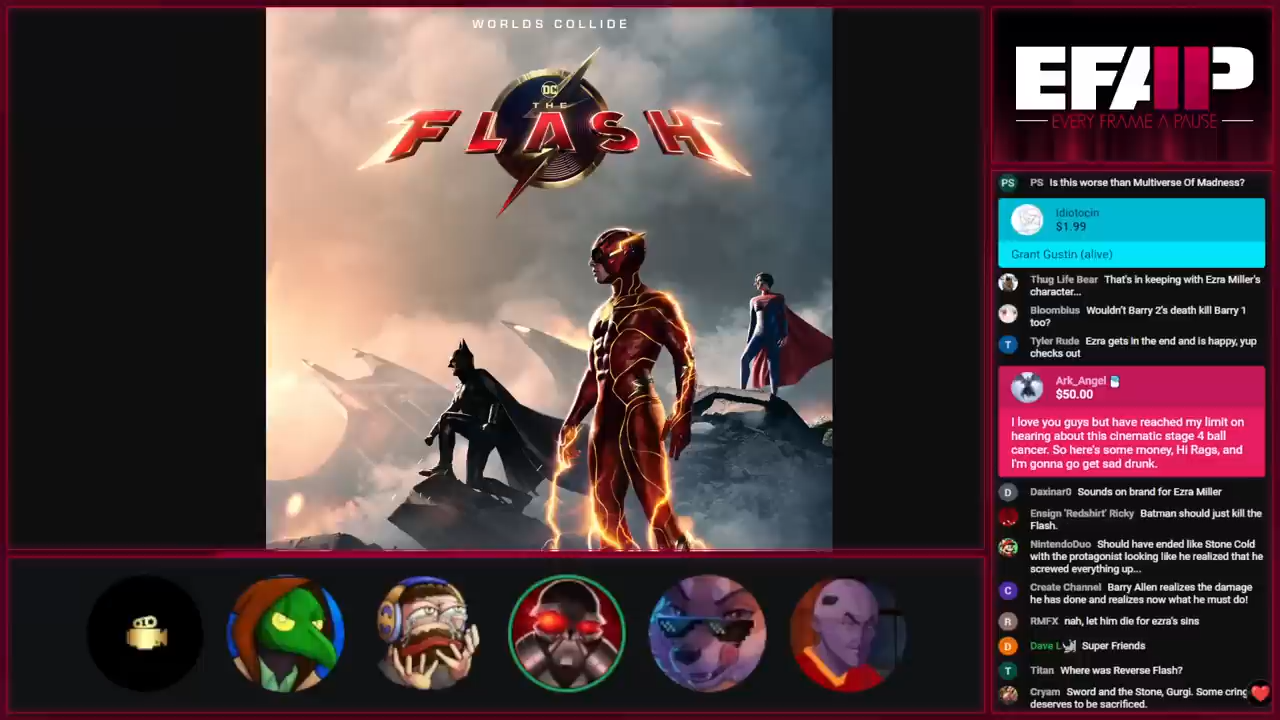 WORLDS COLLIDE
DC
THE
FLASH
EFAP
EVERY FRAME A PAUSE
PS PS Is this worse than Multiverse Of Madness?
Idiotocin
$1.99
Grant Gustin (alive)
Thug Life Bear That's in keeping with Ezra Miller's
character...
Bloombius Wouldn't Barry 2's death kill Barry 1
too?
T Tyler Rude Ezra gets in the end and is happy, yup
checks out
Ark_Angel
$50.00
I love you guys but have reached my limit on
hearing about this cinematic stage 4 ball
cancer. So here's some money, Hi Rags, and
I'm gonna go get sad drunk.
D Daxinar0 Sounds on brand for Ezra Miller
Ensign 'Redshirt' Ricky Batman should just kill the
Flash.
NintendoDuo Should have ended like Stone Cold
with the protagonist looking like he realized that he
screwed everything up...
C Create Channel Barry Allen realizes the damage
he has done and realizes now what he must do!
R RMFX nah, let him die for ezra's sins
D Dave L Super Friends
T Titan Where was Reverse Flash?
Cryam Sword and the Stone, Gurgi. Some cring
deserves to be sacrificed.